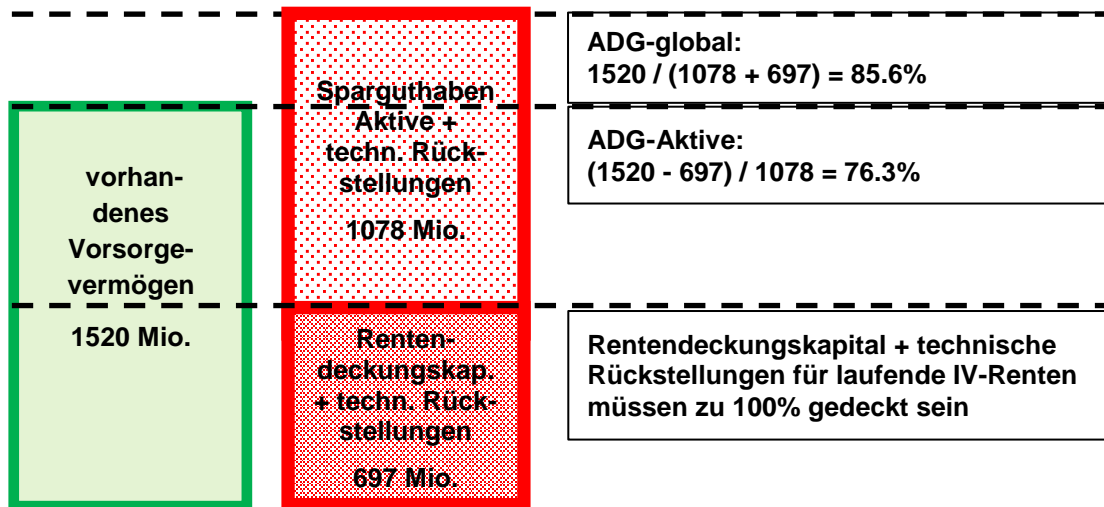 vorhan-
denes
Vorsorge-
vermögen
1520 Mio.
Sparguthaben
Aktive +
techn. Rück-
stellungen
1078 Mio.
Renten-
deckungskap.
+ techn. Rück-
stellungen
697 Mio.
ADG-global:
1520 / (1078 + 697) = 85.6%
ADG-Aktive:
(1520 - 697) / 1078 = 76.3%
Rentendeckungskapital + technische
Rückstellungen für laufende IV-Renten
müssen zu 100% gedeckt sein